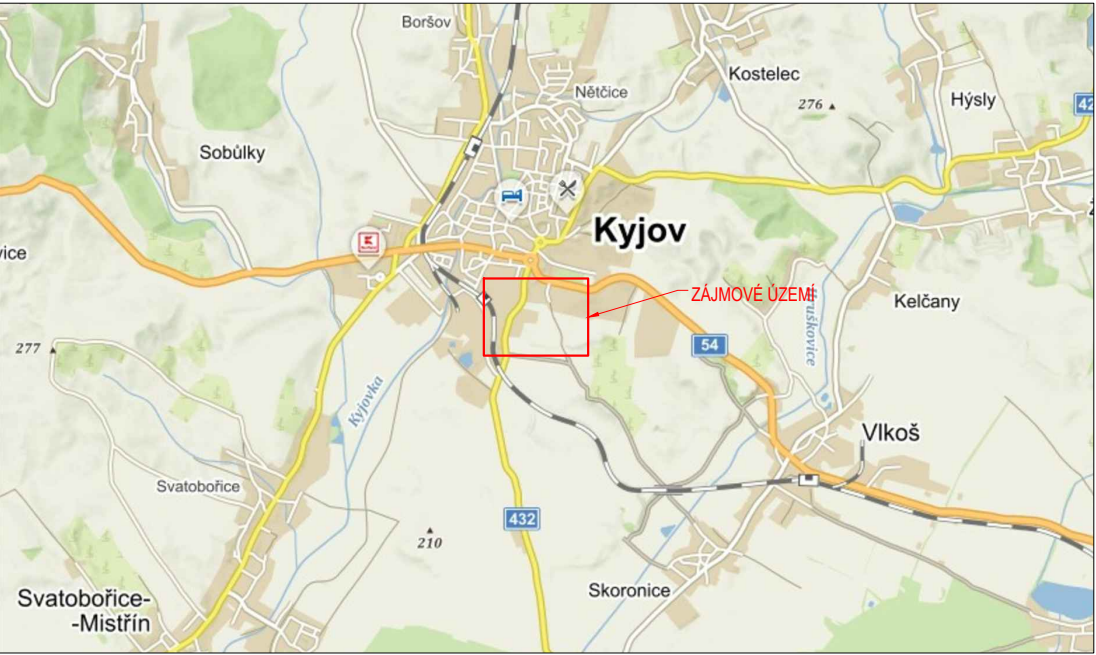 Boršov
Kostelec
Nětčice
276
Hýsly
42
Sobůlky
Kyjov
vice
ZÁJMOVÉ ÚZEMÍ
Kelčany
277
54
Kyjovka
Vlkoš
Svatobořice
432
210
Skoronice
Svatobořice-
-Mistřín